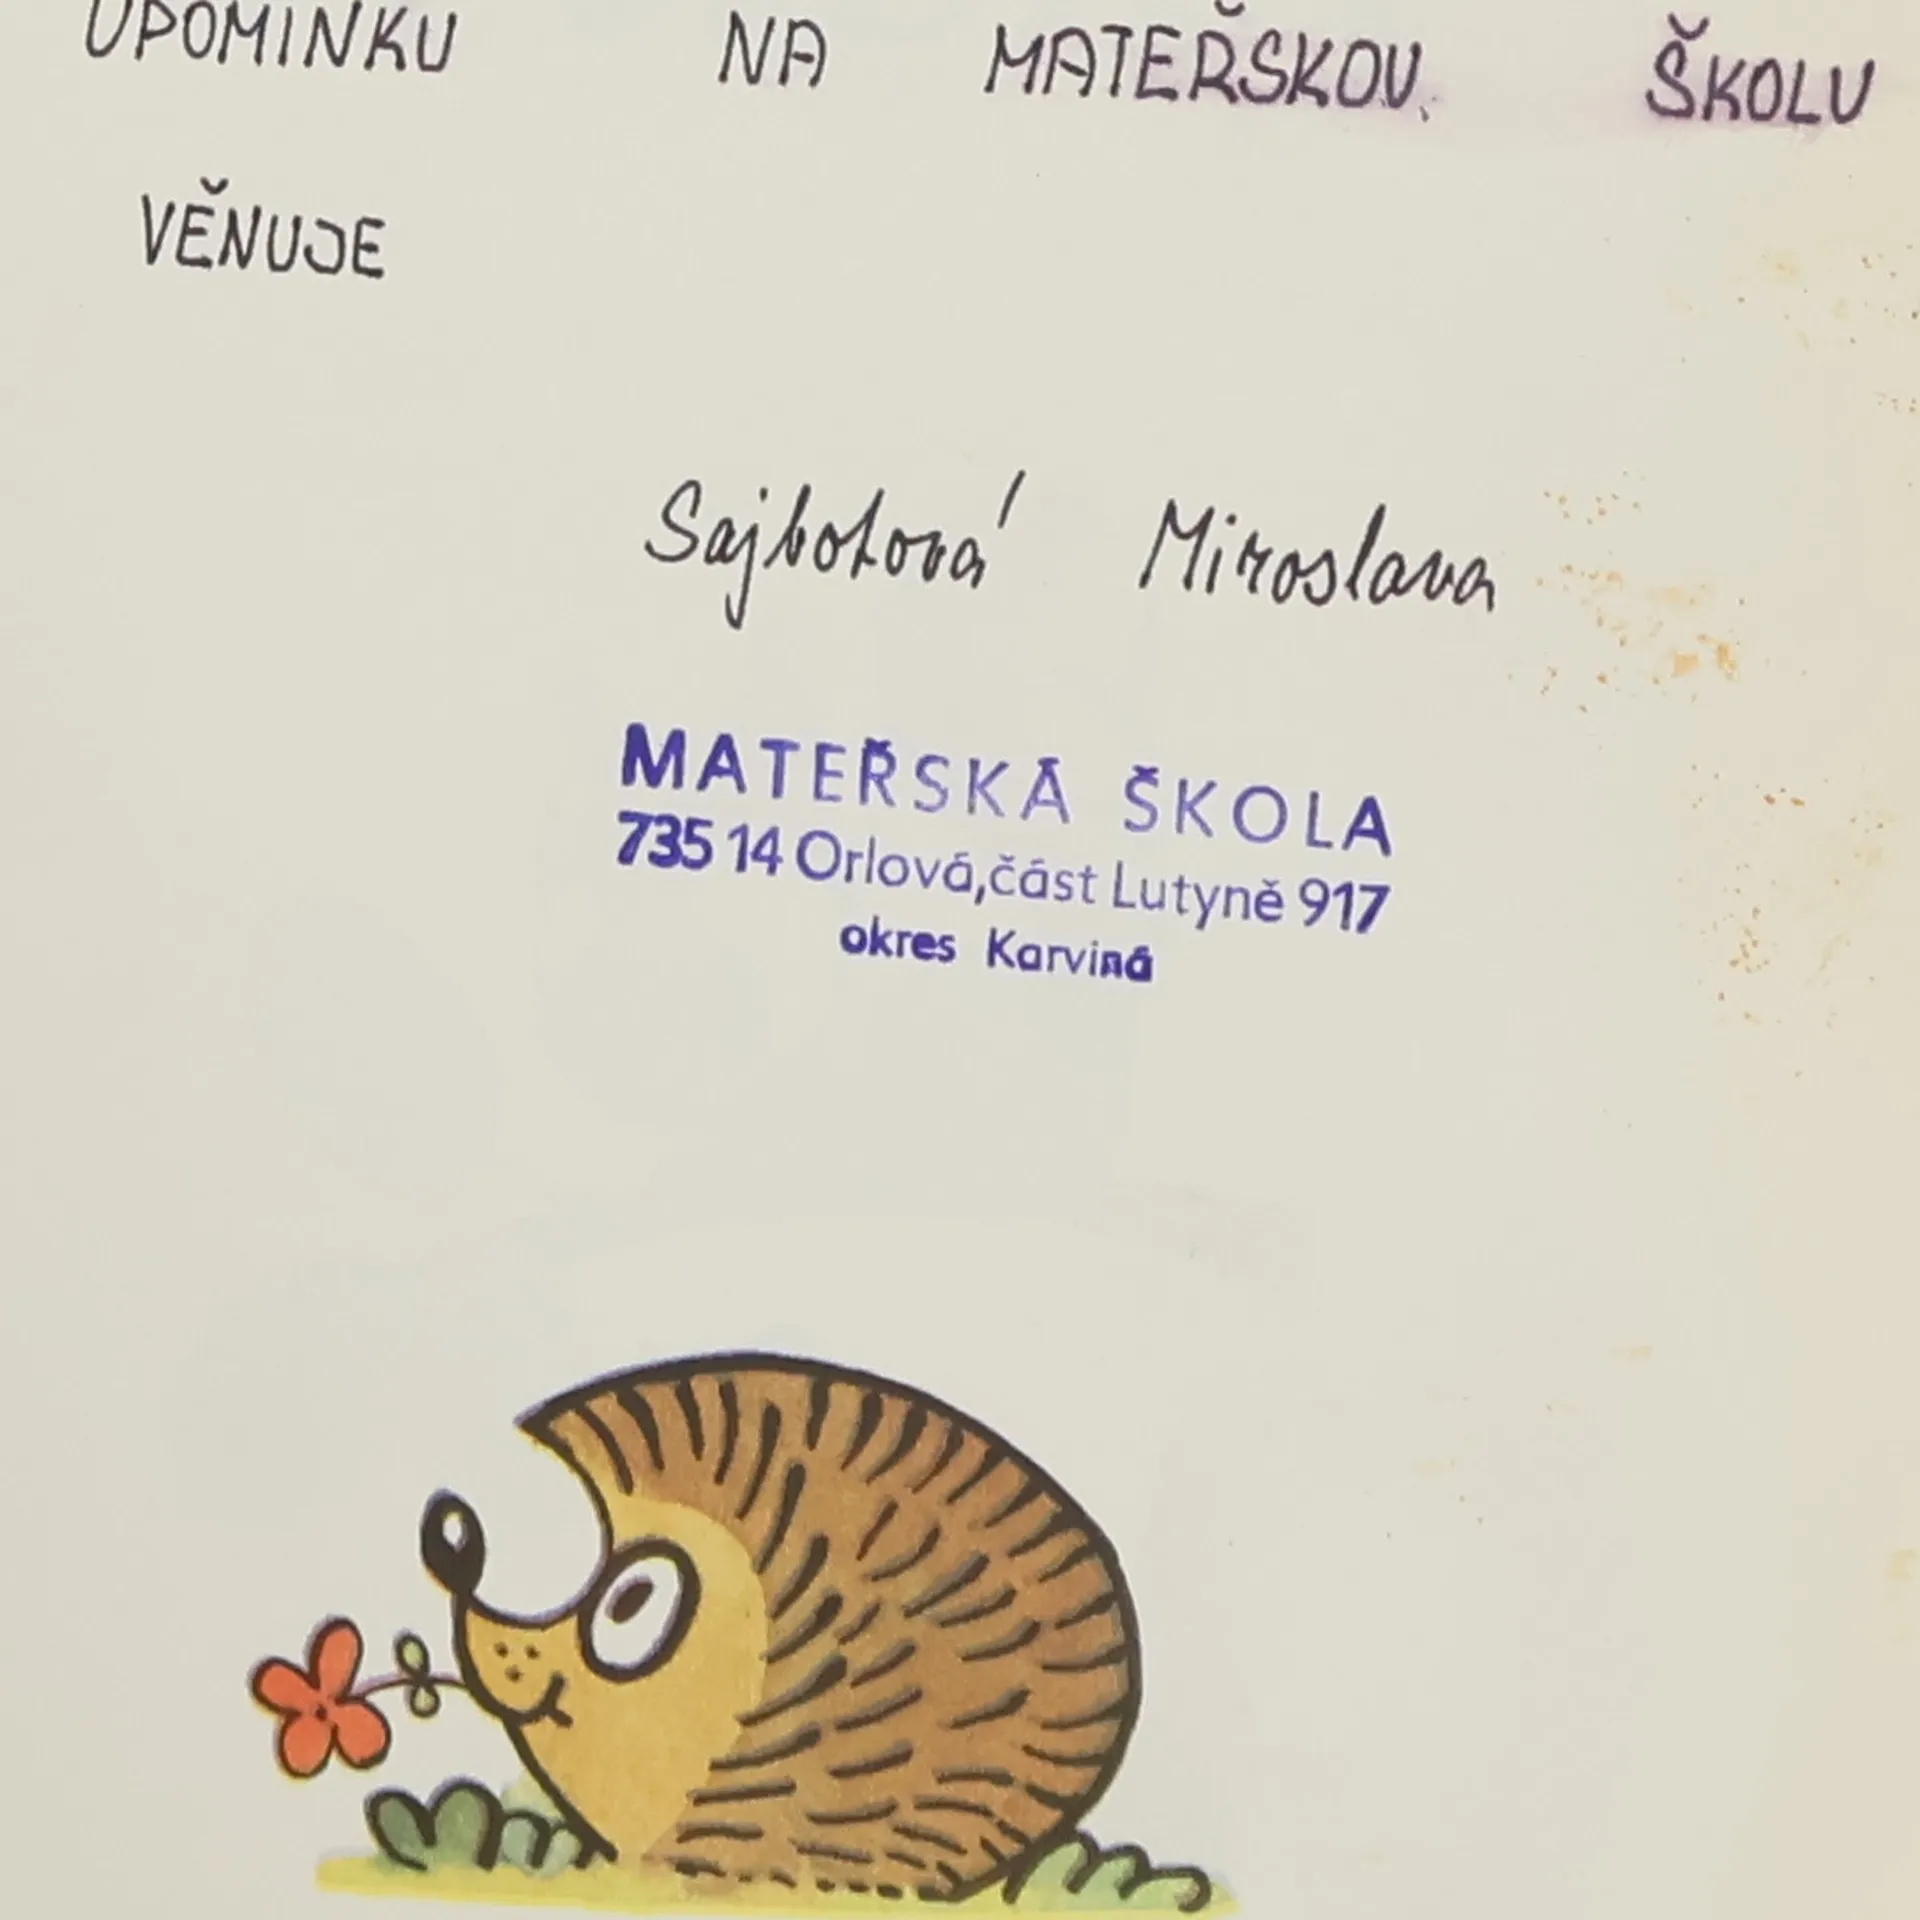 UPOMINKU NA MATEŘSKOU ŠKOLU
VĚNUJE
Sajbotová Miroslava
MATEŘSKÁ ŠKOLA
735 14 Orlová,část Lutyně 917
okres Karviná